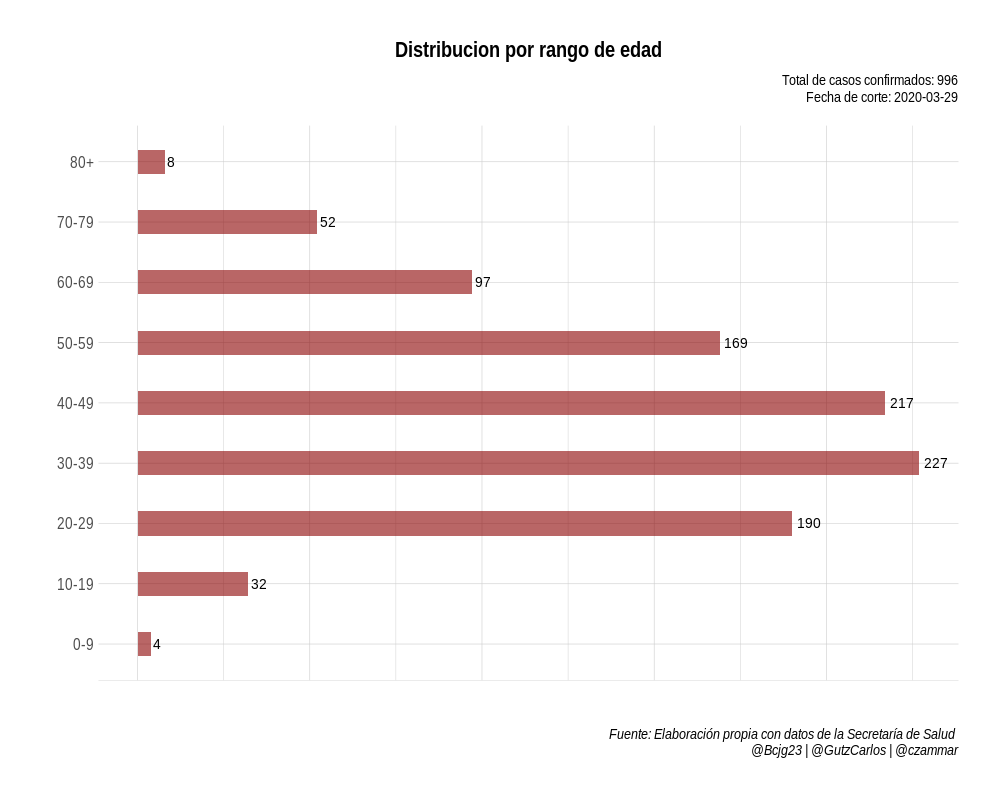 Distribucion por rango de edad
Total de casos confirmados: 996
Fecha de corte: 2020-03-29
80+ 8
70-79 52
60-69 97
50-59 169
40-49 217
30-39 227
20-29 190
10-19 32
0-9 4
Fuente: Elaboración propia con datos de la Secretaría de Salud
@Bcjg23 | @GutzCarlos | @czammar